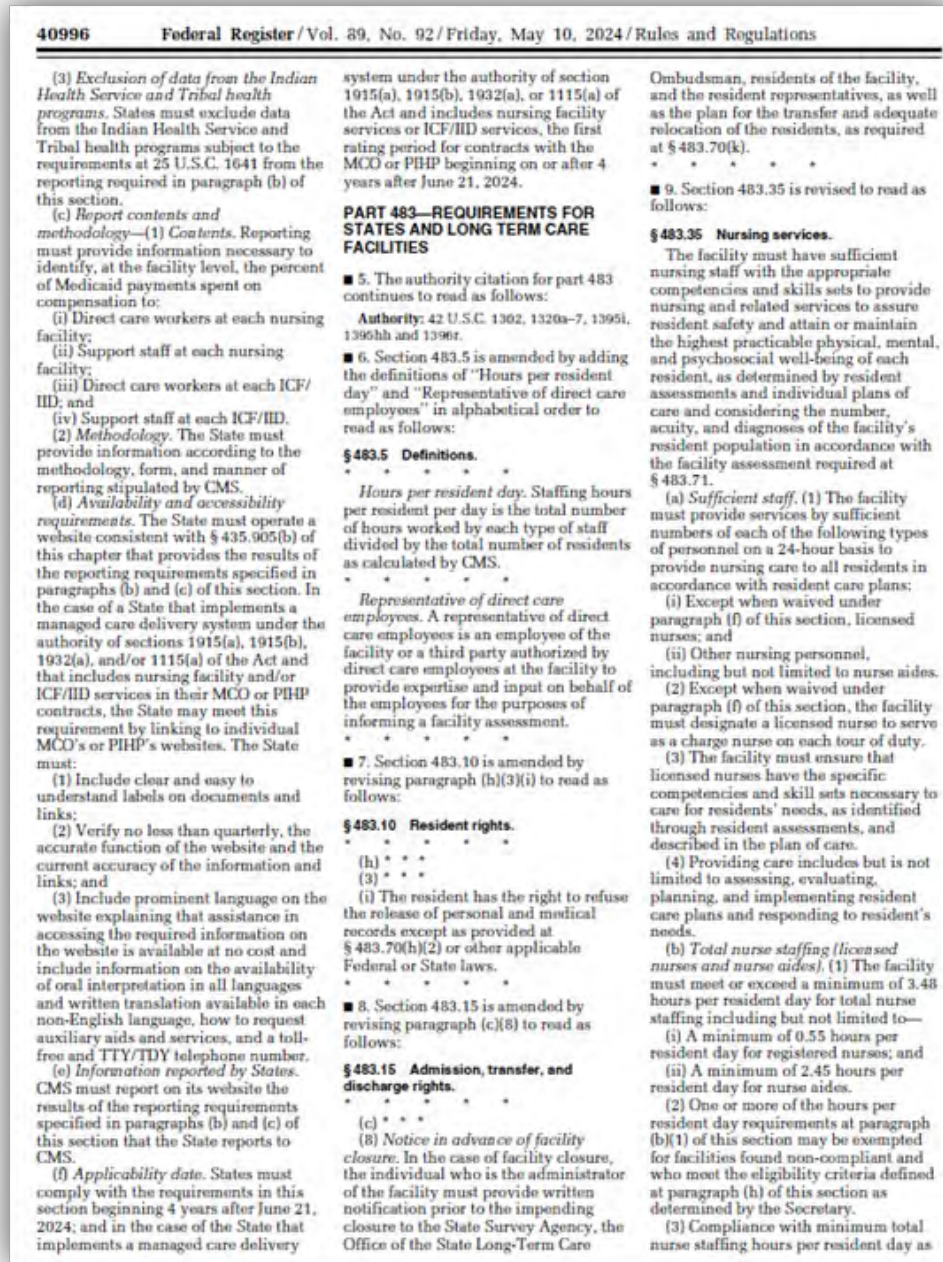 40996 Federal Register / Vol. 89, No. 92 / Friday, May 10, 2024 / Rules and Regulations
(3) Exclusion of data from the Indian
Health Service and Tribal health
programs. States must exclude data
from the Indian Health Service and
Tribal health programs subject to the
requirements at 25 U.S.C. 1641 from the
reporting required in paragraph (b) of
this section.
(c) Report contents and
methodology—(1) Contents. Reporting
must provide information necessary to
identify, at the facility level, the percent
of Medicaid payments spent on
compensation to:
(i) Direct care workers at each nursing
facility;
(ii) Support staff at each nursing
facility;
(iii) Direct care workers at each ICF/
IID; and
(iv) Support staff at each ICF/IID.
(2) Methodology. The State must
provide information according to the
methodology, form, and manner of
reporting stipulated by CMS.
(d) Availability and accessibility
requirements. The State must operate a
website consistent with § 435.905(b) of
this chapter that provides the results of
the reporting requirements specified in
paragraphs (b) and (c) of this section. In
the case of a State that implements a
managed care delivery system under the
authority of sections 1915(a), 1915(b),
1932(a), and/or 1115(a) of the Act and
that includes nursing facility and/or
ICF/IID services in their MCO or PIHP
contracts, the State may meet this
requirement by linking to individual
MCO's or PIHP's websites. The State
must:
(1) Include clear and easy to
understand labels on documents and
links;
(2) Verify no less than quarterly, the
accurate function of the website and the
current accuracy of the information and
links; and
(3) Include prominent language on the
website explaining that assistance in
accessing the required information on
the website is available at no cost and
include information on the availability
of oral interpretation in all languages
and written translation available in each
non-English language, how to request
auxiliary aids and services, and a toll-
free and TTY/TDY telephone number.
(e) Information reported by States.
CMS must report on its website the
results of the reporting requirements
specified in paragraphs (b) and (c) of
this section that the State reports to
CMS.
(f) Applicability date. States must
comply with the requirements in this
section beginning 4 years after June 21,
2024; and in the case of the State that
implements a managed care delivery
system under the authority of section
1915(a), 1915(b), 1932(a), or 1115(a) of
the Act and includes nursing facility
services or ICF/IID services, the first
rating period for contracts with the
MCO or PIHP beginning on or after 4
years after June 21, 2024.
PART 483—REQUIREMENTS FOR
STATES AND LONG TERM CARE
FACILITIES
■ 5. The authority citation for part 483
continues to read as follows:
Authority: 42 U.S.C. 1302, 1320a–7, 1395i,
1395hh and 1396r.
■ 6. Section 483.5 is amended by adding
the definitions of "Hours per resident
day" and "Representative of direct care
employees" in alphabetical order to
read as follows:
§ 483.5 Definitions.
* * * * *
Hours per resident day. Staffing hours
per resident per day is the total number
of hours worked by each type of staff
divided by the total number of residents
as calculated by CMS.
* * * * *
Representative of direct care
employees. A representative of direct
care employees is an employee of the
facility or a third party authorized by
direct care employees at the facility to
provide expertise and input on behalf of
the employees for the purposes of
informing a facility assessment.
* * * * *
■ 7. Section 483.10 is amended by
revising paragraph (h)(3)(i) to read as
follows:
§ 483.10 Resident rights.
* * * * *
(h) * * *
(3) * * *
(i) The resident has the right to refuse
the release of personal and medical
records except as provided at
§ 483.70(h)(2) or other applicable
Federal or State laws.
* * * * *
■ 8. Section 483.15 is amended by
revising paragraph (c)(8) to read as
follows:
§ 483.15 Admission, transfer, and
discharge rights.
* * * * *
(c) * * *
(8) Notice in advance of facility
closure. In the case of facility closure,
the individual who is the administrator
of the facility must provide written
notification prior to the impending
closure to the State Survey Agency, the
Office of the State Long-Term Care
Ombudsman, residents of the facility,
and the resident representatives, as well
as the plan for the transfer and adequate
relocation of the residents, as required
at § 483.70(k).
* * * * *
■ 9. Section 483.35 is revised to read as
follows:
§ 483.35 Nursing services.
The facility must have sufficient
nursing staff with the appropriate
competencies and skills sets to provide
nursing and related services to assure
resident safety and attain or maintain
the highest practicable physical, mental,
and psychosocial well-being of each
resident, as determined by resident
assessments and individual plans of
care and considering the number,
acuity, and diagnoses of the facility's
resident population in accordance with
the facility assessment required at
§ 483.71.
(a) Sufficient staff. (1) The facility
must provide services by sufficient
numbers of each of the following types
of personnel on a 24-hour basis to
provide nursing care to all residents in
accordance with resident care plans:
(i) Except when waived under
paragraph (f) of this section, licensed
nurses; and
(ii) Other nursing personnel,
including but not limited to nurse aides.
(2) Except when waived under
paragraph (f) of this section, the facility
must designate a licensed nurse to serve
as a charge nurse on each tour of duty.
(3) The facility must ensure that
licensed nurses have the specific
competencies and skill sets necessary to
care for residents' needs, as identified
through resident assessments, and
described in the plan of care.
(4) Providing care includes but is not
limited to assessing, evaluating,
planning, and implementing resident
care plans and responding to resident's
needs.
(b) Total nurse staffing (licensed
nurses and nurse aides). (1) The facility
must meet or exceed a minimum of 3.48
hours per resident day for total nurse
staffing including but not limited to—
(i) A minimum of 0.55 hours per
resident day for registered nurses; and
(ii) A minimum of 2.45 hours per
resident day for nurse aides.
(2) One or more of the hours per
resident day requirements at paragraph
(b)(1) of this section may be exempted
for facilities found non-compliant and
who meet the eligibility criteria defined
at paragraph (h) of this section as
determined by the Secretary.
(3) Compliance with minimum total
nurse staffing hours per resident day as